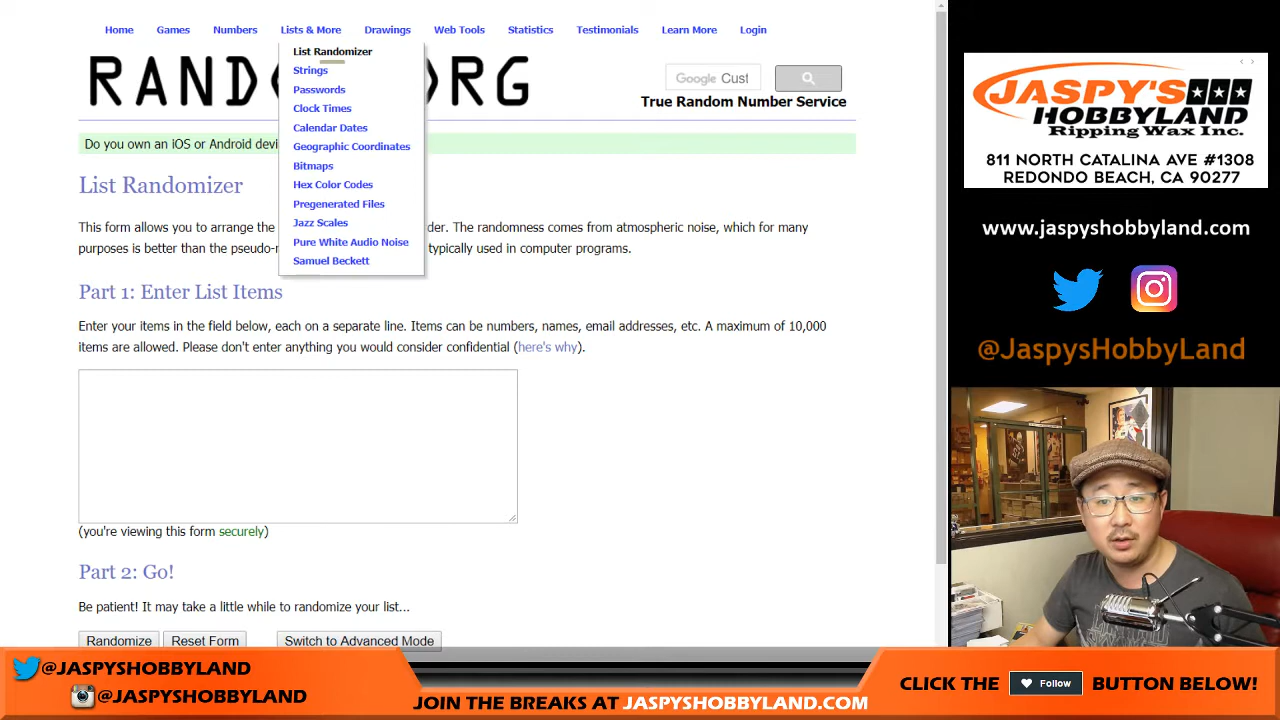 Home Games Numbers Lists & More Drawings Web Tools Statistics Testimonials Learn More Login
List Randomizer
Strings
Passwords
Clock Times
Calendar Dates
Geographic Coordinates
Bitmaps
Hex Color Codes
Pregenerated Files
Jazz Scales
Pure White Audio Noise
Samuel Beckett
RAND RG
Google Cust
True Random Number Service
Do you own an iOS or Android devi
List Randomizer
This form allows you to arrange the der. The randomness comes from atmospheric noise, which for many
purposes is better than the pseudo-r typically used in computer programs.
Part 1: Enter List Items
Enter your items in the field below, each on a separate line. Items can be numbers, names, email addresses, etc. A maximum of 10,000
items are allowed. Please don't enter anything you would consider confidential (here's why).
(you're viewing this form securely)
Part 2: Go!
Be patient! It may take a little while to randomize your list...
Randomize Reset Form Switch to Advanced Mode
JASPY'S
HOBBYLAND
Ripping Wax Inc.
811 NORTH CATALINA AVE #1308
REDONDO BEACH, CA 90277
www.jaspyshobbyland.com
@JaspysHobbyLand
@JASPYSHOBBYLAND
@JASPYSHOBBYLAND
JOIN THE BREAKS AT JASPYSHOBBYLAND.COM
CLICK THE Follow BUTTON BELOW!